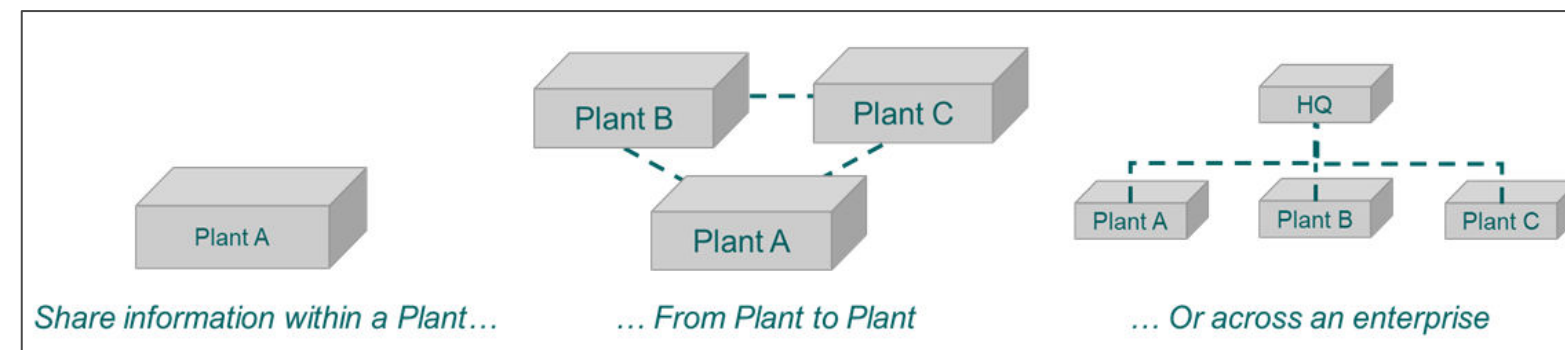 Plant A
Share information within a Plant…
Plant B
Plant C
Plant A
… From Plant to Plant
HQ
Plant A
Plant B
Plant C
… Or across an enterprise